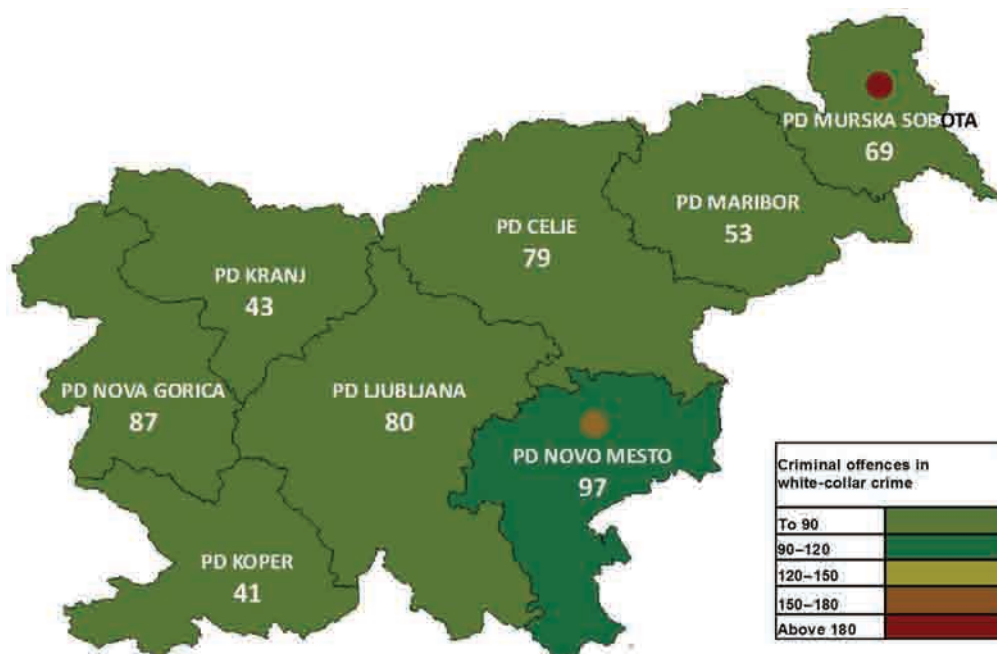 PD MURSKA SOBOTA
69
PD MARIBOR
53
PD CELJE
79
PD KRANJ
43
PD NOVA GORICA
87
PD LJUBLJANA
80
PD NOVO MESTO
97
PD KOPER
41
Criminal offences in
white-collar crime
To 90
90–120
120–150
150–180
Above 180